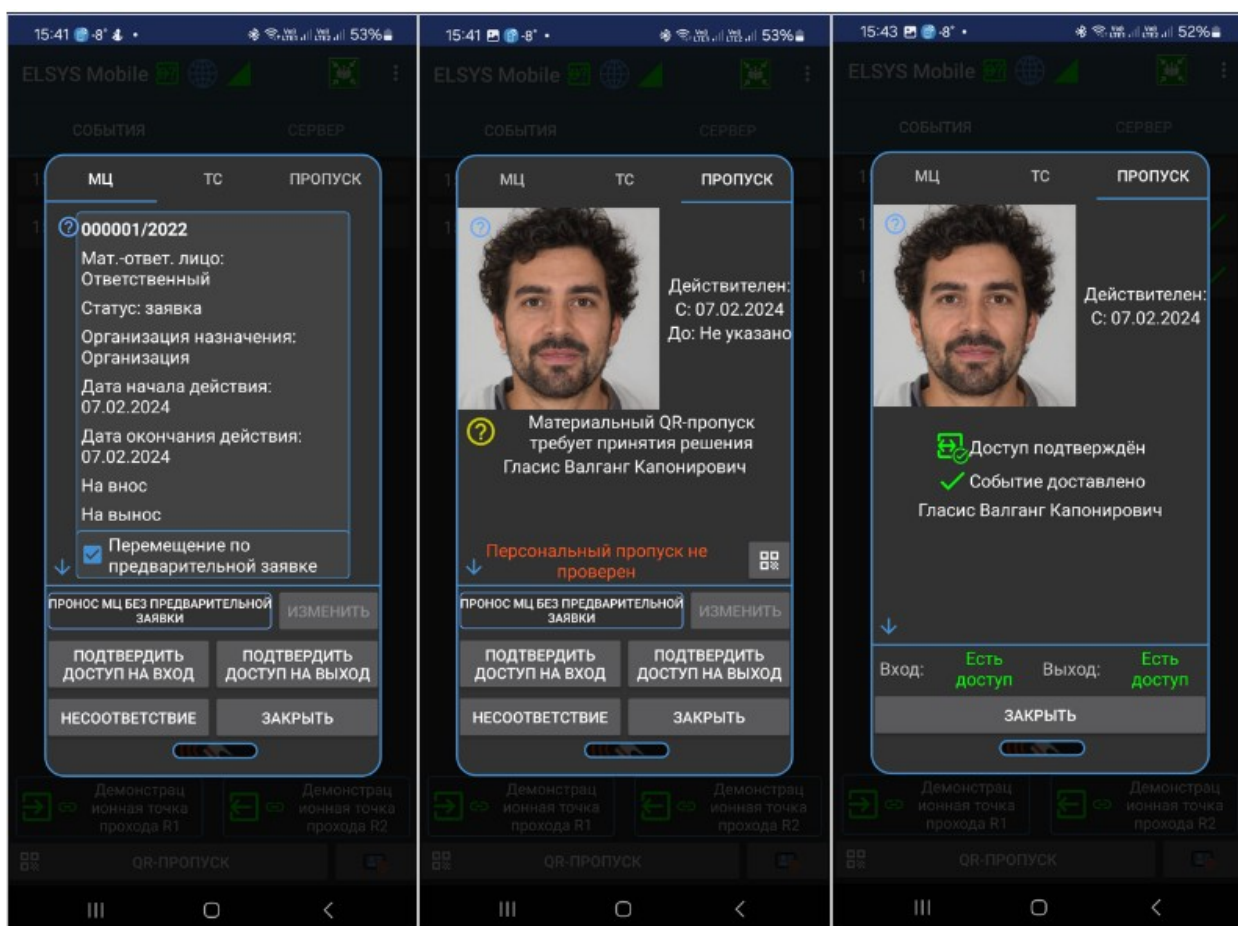 15:41 -8° • 53%
ELSYS Mobile
СОБЫТИЯ СЕРВЕР
МЦ ТС ПРОПУСК
000001/2022
Мат.-ответ. лицо:
Ответственный
Статус: заявка
Организация назначения:
Организация
Дата начала действия:
07.02.2024
Дата окончания действия:
07.02.2024
На внос
На вынос
Перемещение по
предварительной заявке
ПРОНОС МЦ БЕЗ ПРЕДВАРИТЕЛЬНОЙ
ЗАЯВКИ
ИЗМЕНИТЬ
ПОДТВЕРДИТЬ
ДОСТУП НА ВХОД
ПОДТВЕРДИТЬ
ДОСТУП НА ВЫХОД
НЕСООТВЕТСТВИЕ ЗАКРЫТЬ
Демонстрац
ионная точка
прохода R1
Демонстрац
ионная точка
прохода R2
QR-ПРОПУСК
15:41 -8° • 53%
ELSYS Mobile
СОБЫТИЯ СЕРВЕР
МЦ ТС ПРОПУСК
Действителен:
С: 07.02.2024
До: Не указано
Материальный QR-пропуск
требует принятия решения
Гласис Валганг Капонирович
Персональный пропуск не
проверен
ПРОНОС МЦ БЕЗ ПРЕДВАРИТЕЛЬНОЙ
ЗАЯВКИ
ИЗМЕНИТЬ
ПОДТВЕРДИТЬ
ДОСТУП НА ВХОД
ПОДТВЕРДИТЬ
ДОСТУП НА ВЫХОД
НЕСООТВЕТСТВИЕ ЗАКРЫТЬ
Демонстрац
ионная точка
прохода R1
Демонстрац
ионная точка
прохода R2
QR-ПРОПУСК
15:43 -8° • 52%
ELSYS Mobile
СОБЫТИЯ СЕРВЕР
МЦ ТС ПРОПУСК
Действителен:
С: 07.02.2024
Доступ подтверждён
Событие доставлено
Гласис Валганг Капонирович
Вход: Есть
доступ
Выход: Есть
доступ
ЗАКРЫТЬ
Демонстрац
ионная точка
прохода R1
Демонстрац
ионная точка
прохода R2
QR-ПРОПУСК